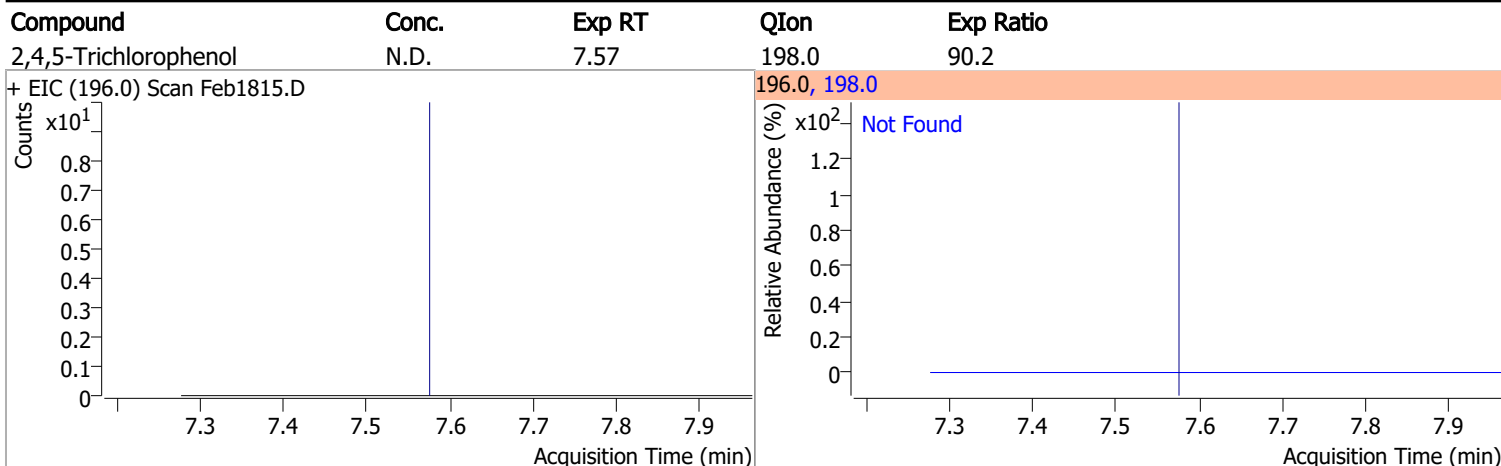 Compound Conc. Exp RT QIon Exp Ratio
2,4,5-Trichlorophenol N.D. 7.57 198.0 90.2
+ EIC (196.0) Scan Feb1815.D
Counts
x10^1
0.8
0.7
0.6
0.5
0.4
0.3
0.2
0.1
0
7.3 7.4 7.5 7.6 7.7 7.8 7.9
Acquisition Time (min)
196.0, 198.0
Relative Abundance (%)
x10^2
Not Found
1.2
1
0.8
0.6
0.4
0.2
0
7.3 7.4 7.5 7.6 7.7 7.8 7.9
Acquisition Time (min)